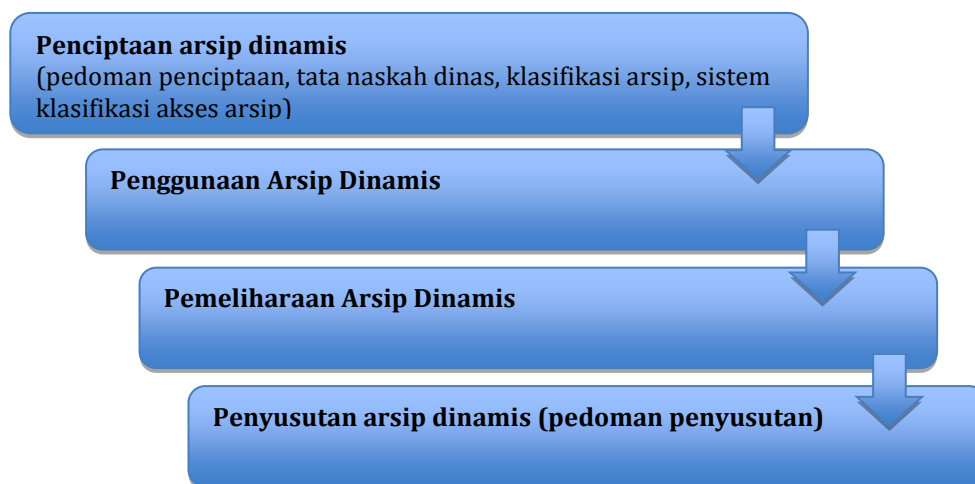 Penciptaan arsip dinamis
(pedoman penciptaan, tata naskah dinas, klasifikasi arsip, sistem
klasifikasi akses arsip)
Penggunaan Arsip Dinamis
Pemeliharaan Arsip Dinamis
Penyusutan arsip dinamis (pedoman penyusutan)